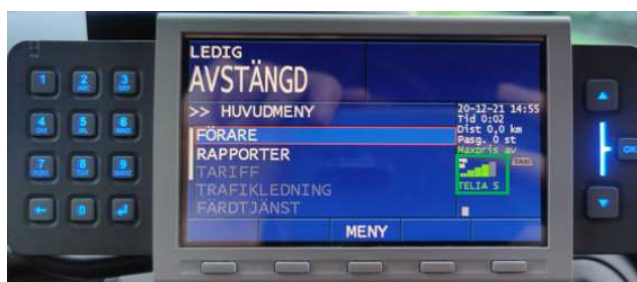 LEDIG
AVSTÄNGD
>> HUVUDMENY
FÖRARE
RAPPORTER
TARIFF
TRAFIKLEDNING
FÄRDTJÄNST
20-12-21 14:55
Tid 0:02
Dist 0,0 km
Pasg. 0 st
Maxpris av
TAXI
TELIA S
MENY
1 2 3
4 5 6
7 8 9
0
OK